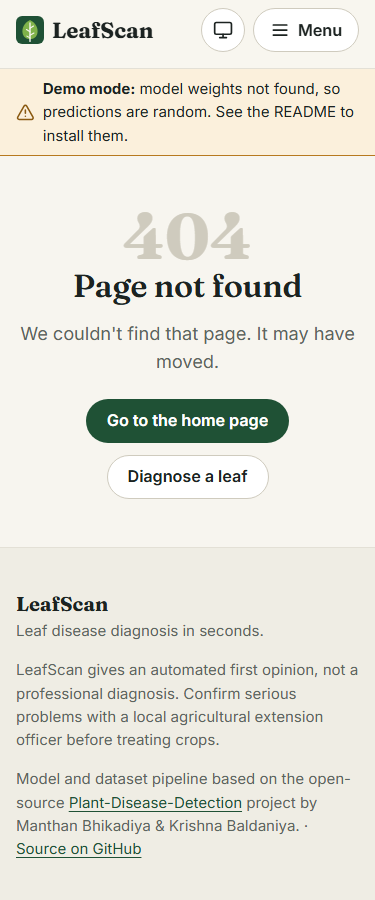 LeafScan
Menu
Demo mode: model weights not found, so
predictions are random. See the README to
install them.
404
Page not found
We couldn't find that page. It may have
moved.
Go to the home page
Diagnose a leaf
LeafScan
Leaf disease diagnosis in seconds.
LeafScan gives an automated first opinion, not a
professional diagnosis. Confirm serious
problems with a local agricultural extension
officer before treating crops.
Model and dataset pipeline based on the open-
source Plant-Disease-Detection project by
Manthan Bhikadiya & Krishna Baldaniya. ·
Source on GitHub